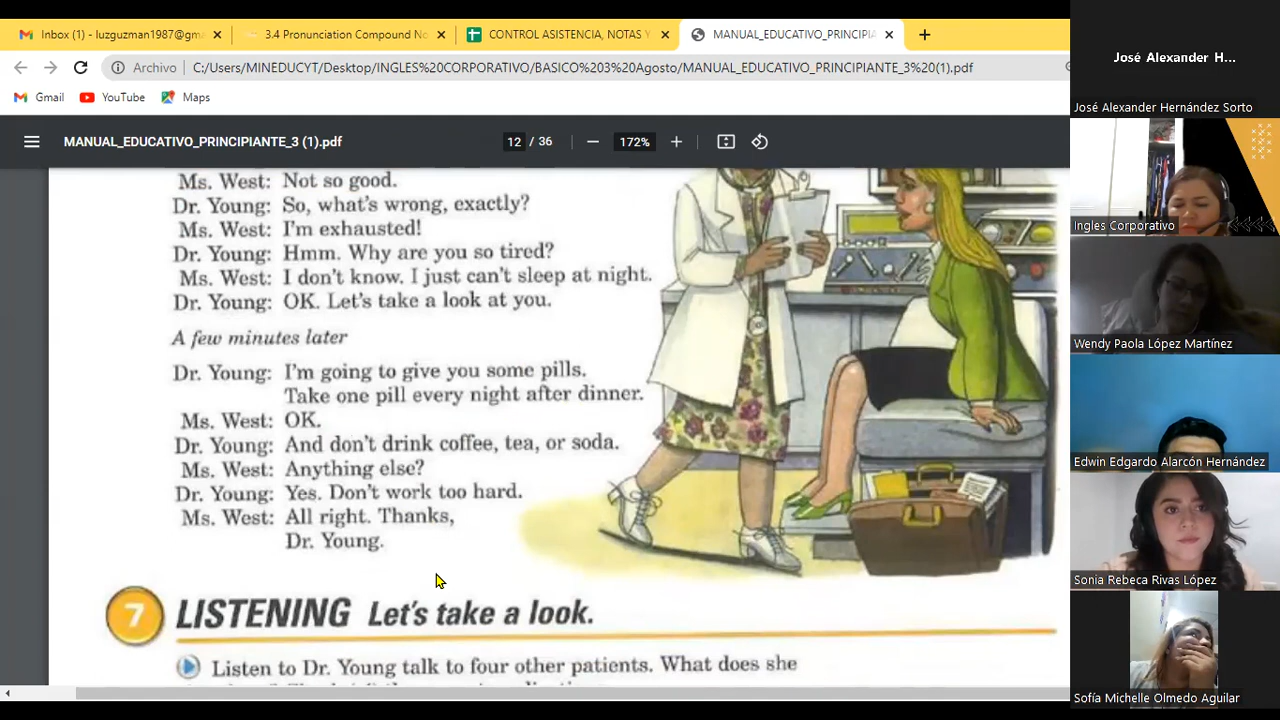 Inbox (1) - luzguzman1987@gm
3.4 Pronunciation Compound No
CONTROL ASISTENCIA, NOTAS Y
MANUAL_EDUCATIVO_PRINCIPIA
Archivo
C:/Users/MINEDUCYT/Desktop/INGLES%20CORPORATIVO/BASICO%203%20Agosto/MANUAL_EDUCATIVO_PRINCIPIANTE_3%20(1).pdf
Gmail
YouTube
Maps
MANUAL_EDUCATIVO_PRINCIPIANTE_3 (1).pdf
12 / 36
172%
Ms. West: Not so good.
Dr. Young: So, what's wrong, exactly?
Ms. West: I'm exhausted!
Dr. Young: Hmm. Why are you so tired?
Ms. West: I don't know. I just can't sleep at night.
Dr. Young: OK. Let's take a look at you.
A few minutes later
Dr. Young: I'm going to give you some pills.
Take one pill every night after dinner.
Ms. West: OK.
Dr. Young: And don't drink coffee, tea, or soda.
Ms. West: Anything else?
Dr. Young: Yes. Don't work too hard.
Ms. West: All right. Thanks,
Dr. Young.
7 LISTENING Let's take a look.
Listen to Dr. Young talk to four other patients. What does she
José Alexander H...
José Alexander Hernández Sorto
Ingles Corporativo
Wendy Paola López Martínez
Edwin Edgardo Alarcón Hernández
Sonia Rebeca Rivas López
Sofía Michelle Olmedo Aguilar